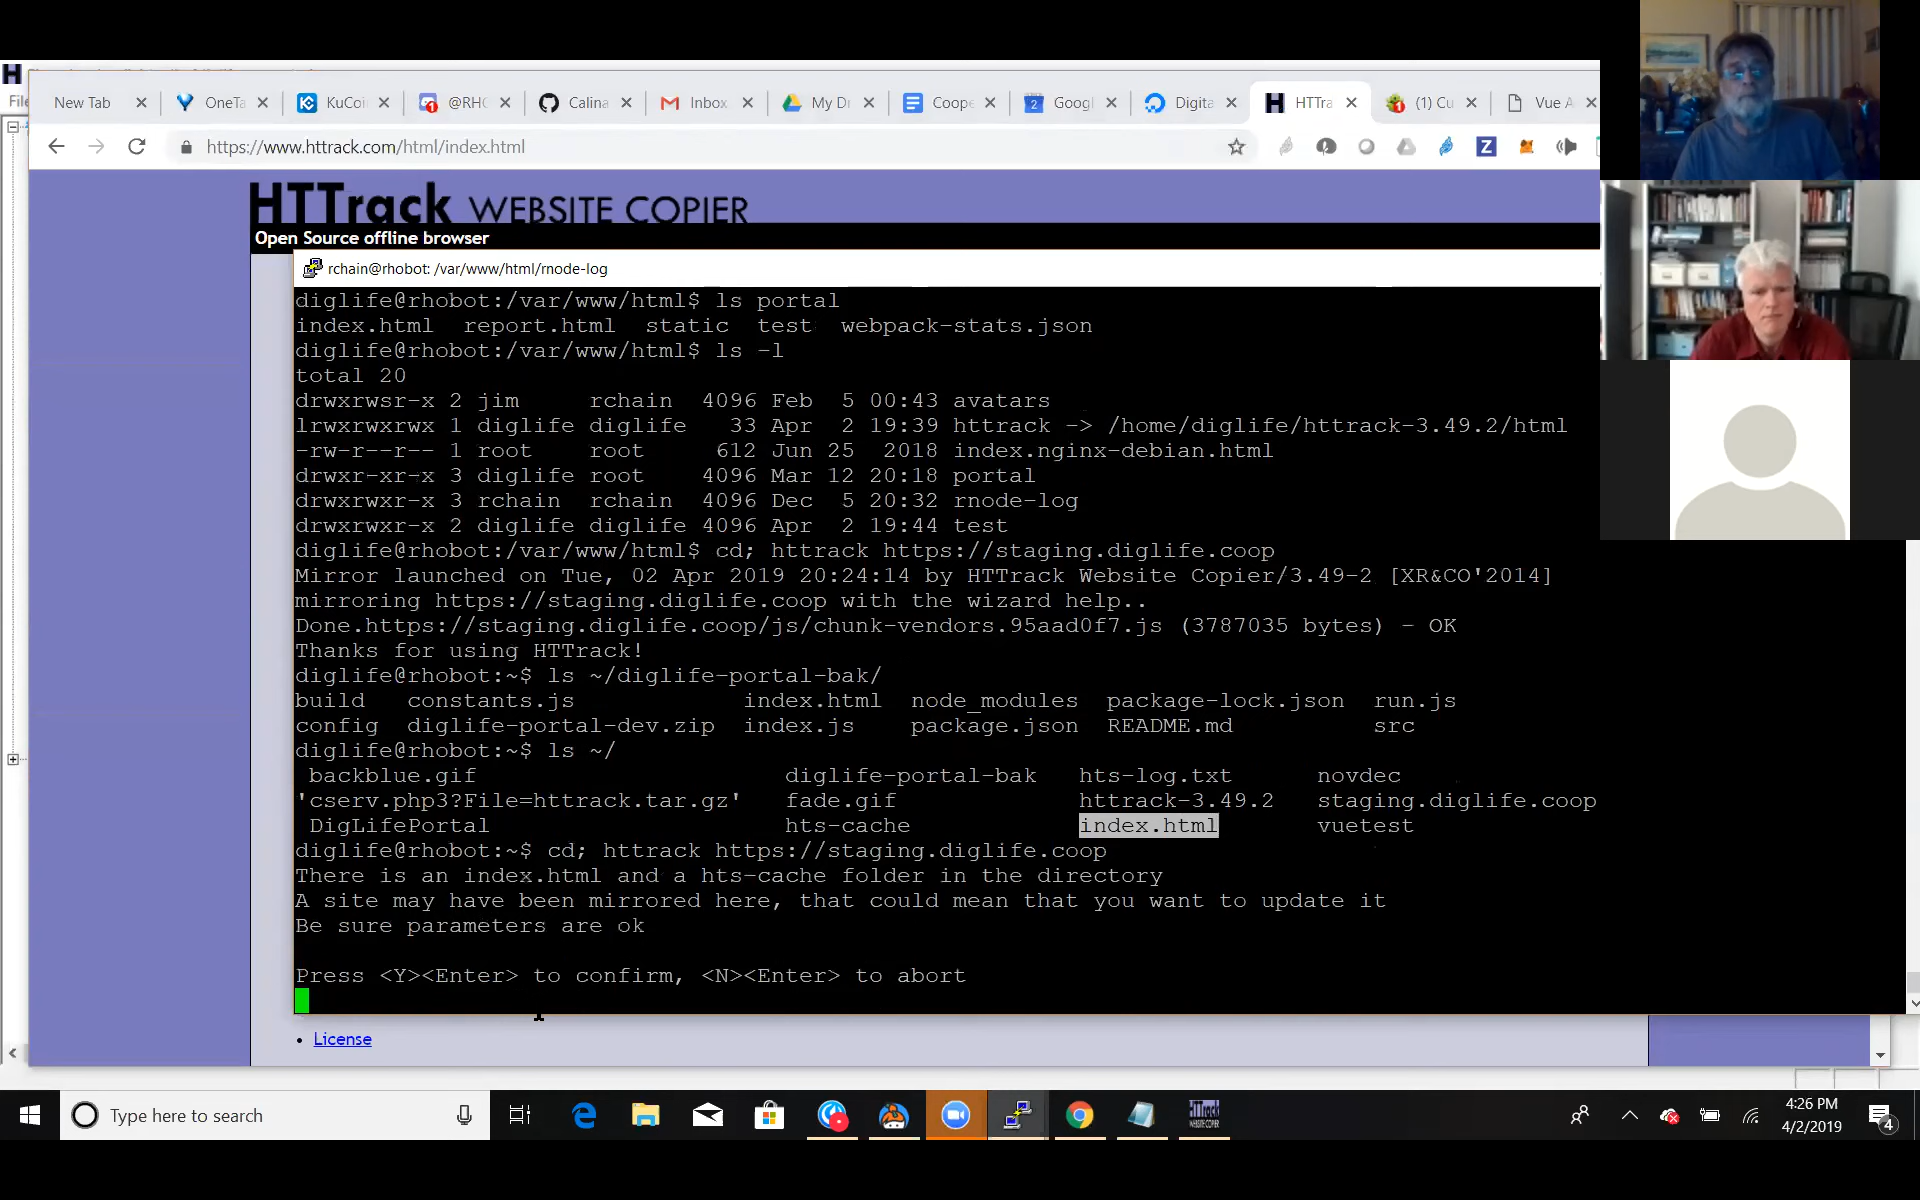 File
New Tab
OneTa
KuCoi
@RHC
Calina
Inbox
My Dr
Coope
Googl
Digita
HTTra
(1) Cu
Vue A
https://www.httrack.com/html/index.html
HTTrack WEBSITE COPIER
Open Source offline browser
rchain@rhobot: /var/www/html/rnode-log
diglife@rhobot:/var/www/html$ ls portal
index.html  report.html  static  test  webpack-stats.json
diglife@rhobot:/var/www/html$ ls -l
total 20
drwxrwsr-x 2 jim     rchain  4096 Feb  5 00:43 avatars
lrwxrwxrwx 1 diglife diglife   33 Apr  2 19:39 httrack -> /home/diglife/httrack-3.49.2/html
-rw-r--r-- 1 root    root     612 Jun 25  2018 index.nginx-debian.html
drwxr-xr-x 3 diglife root    4096 Mar 12 20:18 portal
drwxrwxr-x 3 rchain  rchain  4096 Dec  5 20:32 rnode-log
drwxrwxr-x 2 diglife diglife 4096 Apr  2 19:44 test
diglife@rhobot:/var/www/html$ cd; httrack https://staging.diglife.coop
Mirror launched on Tue, 02 Apr 2019 20:24:14 by HTTrack Website Copier/3.49-2 [XR&CO'2014]
mirroring https://staging.diglife.coop with the wizard help..
Done.https://staging.diglife.coop/js/chunk-vendors.95aad0f7.js (3787035 bytes) - OK
Thanks for using HTTrack!
diglife@rhobot:~$ ls ~/diglife-portal-bak/
build   constants.js            index.html  node_modules  package-lock.json  run.js
config  diglife-portal-dev.zip  index.js    package.json  README.md          src
diglife@rhobot:~$ ls ~/
backblue.gif                      diglife-portal-bak   hts-log.txt      novdec
'cserv.php3?File=httrack.tar.gz'   fade.gif             httrack-3.49.2   staging.diglife.coop
DigLifePortal                     hts-cache            index.html       vuetest
diglife@rhobot:~$ cd; httrack https://staging.diglife.coop
There is an index.html and a hts-cache folder in the directory
A site may have been mirrored here, that could mean that you want to update it
Be sure parameters are ok
Press <Y><Enter> to confirm, <N><Enter> to abort
License
Type here to search
HTTrack
WEBSITE COPIER
4:26 PM
4/2/2019
4